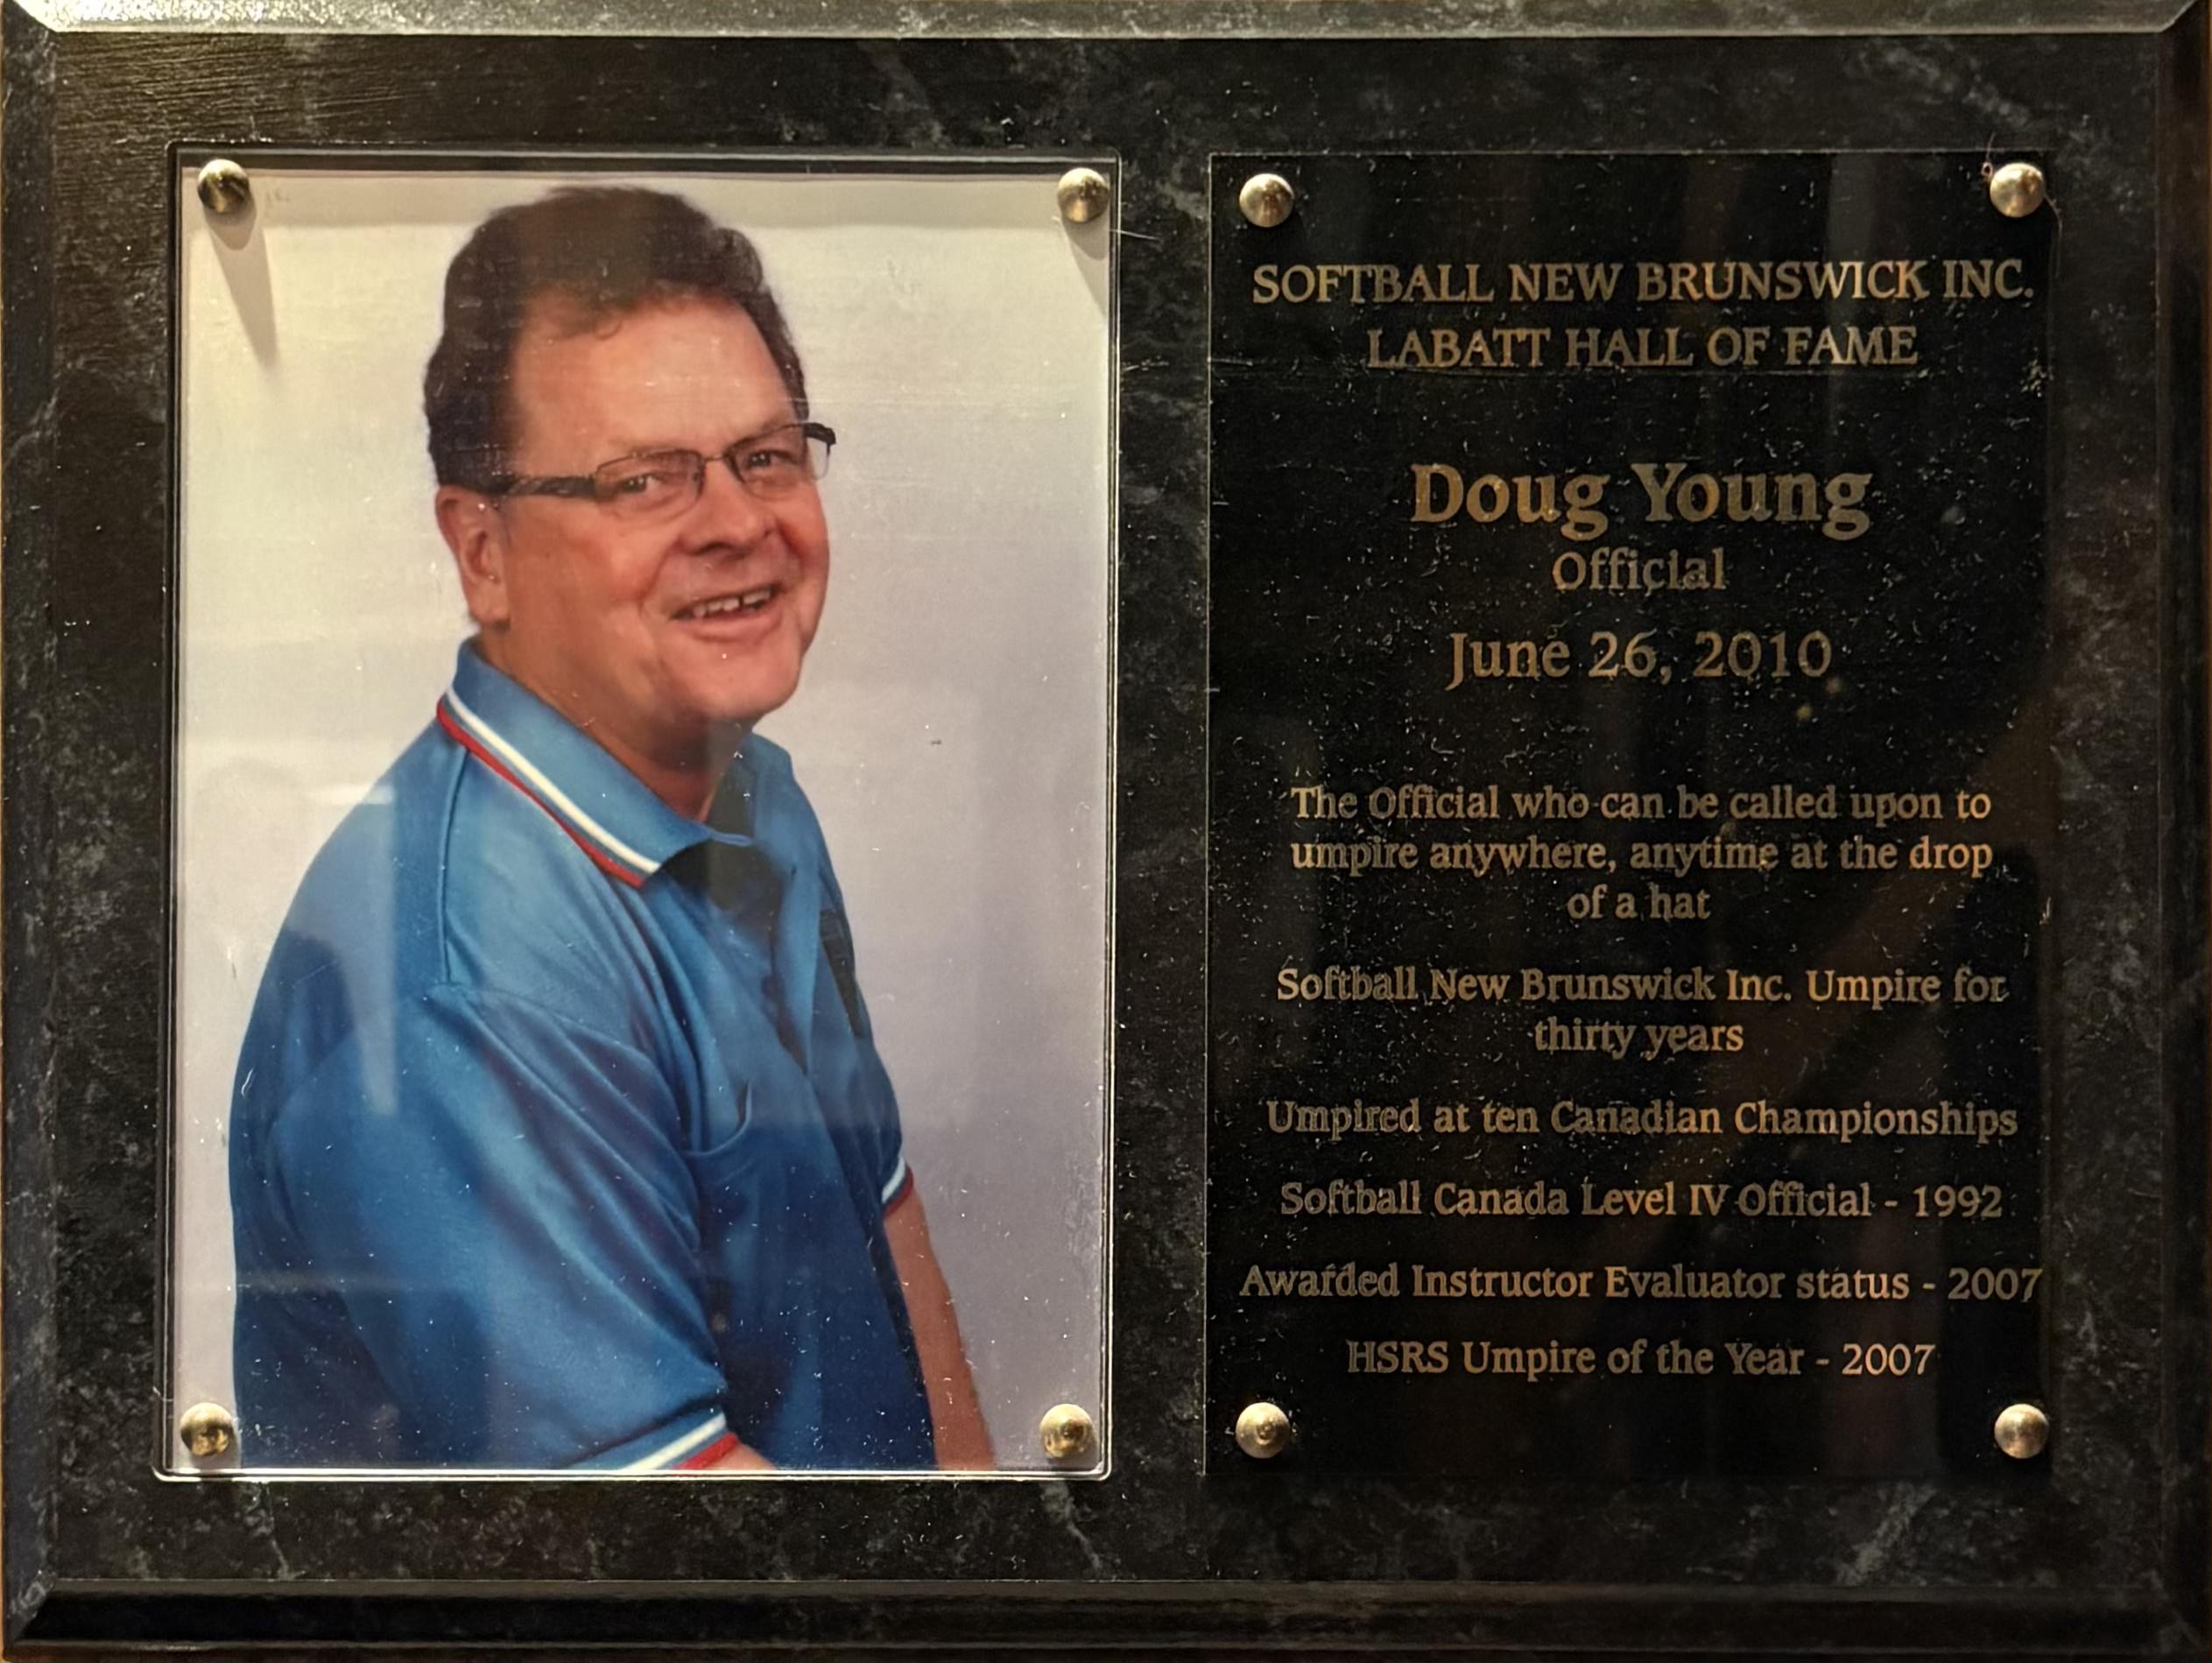 SOFTBALL NEW BRUNSWICK INC.
LABATT HALL OF FAME
Doug Young
Official
June 26, 2010
The Official who can be called upon to
umpire anywhere, anytime at the drop
of a hat
Softball New Brunswick Inc. Umpire for
thirty years
Umpired at ten Canadian Championships
Softball Canada Level IV Official - 1992
Awarded Instructor Evaluator status - 2007
HSRS Umpire of the Year - 2007